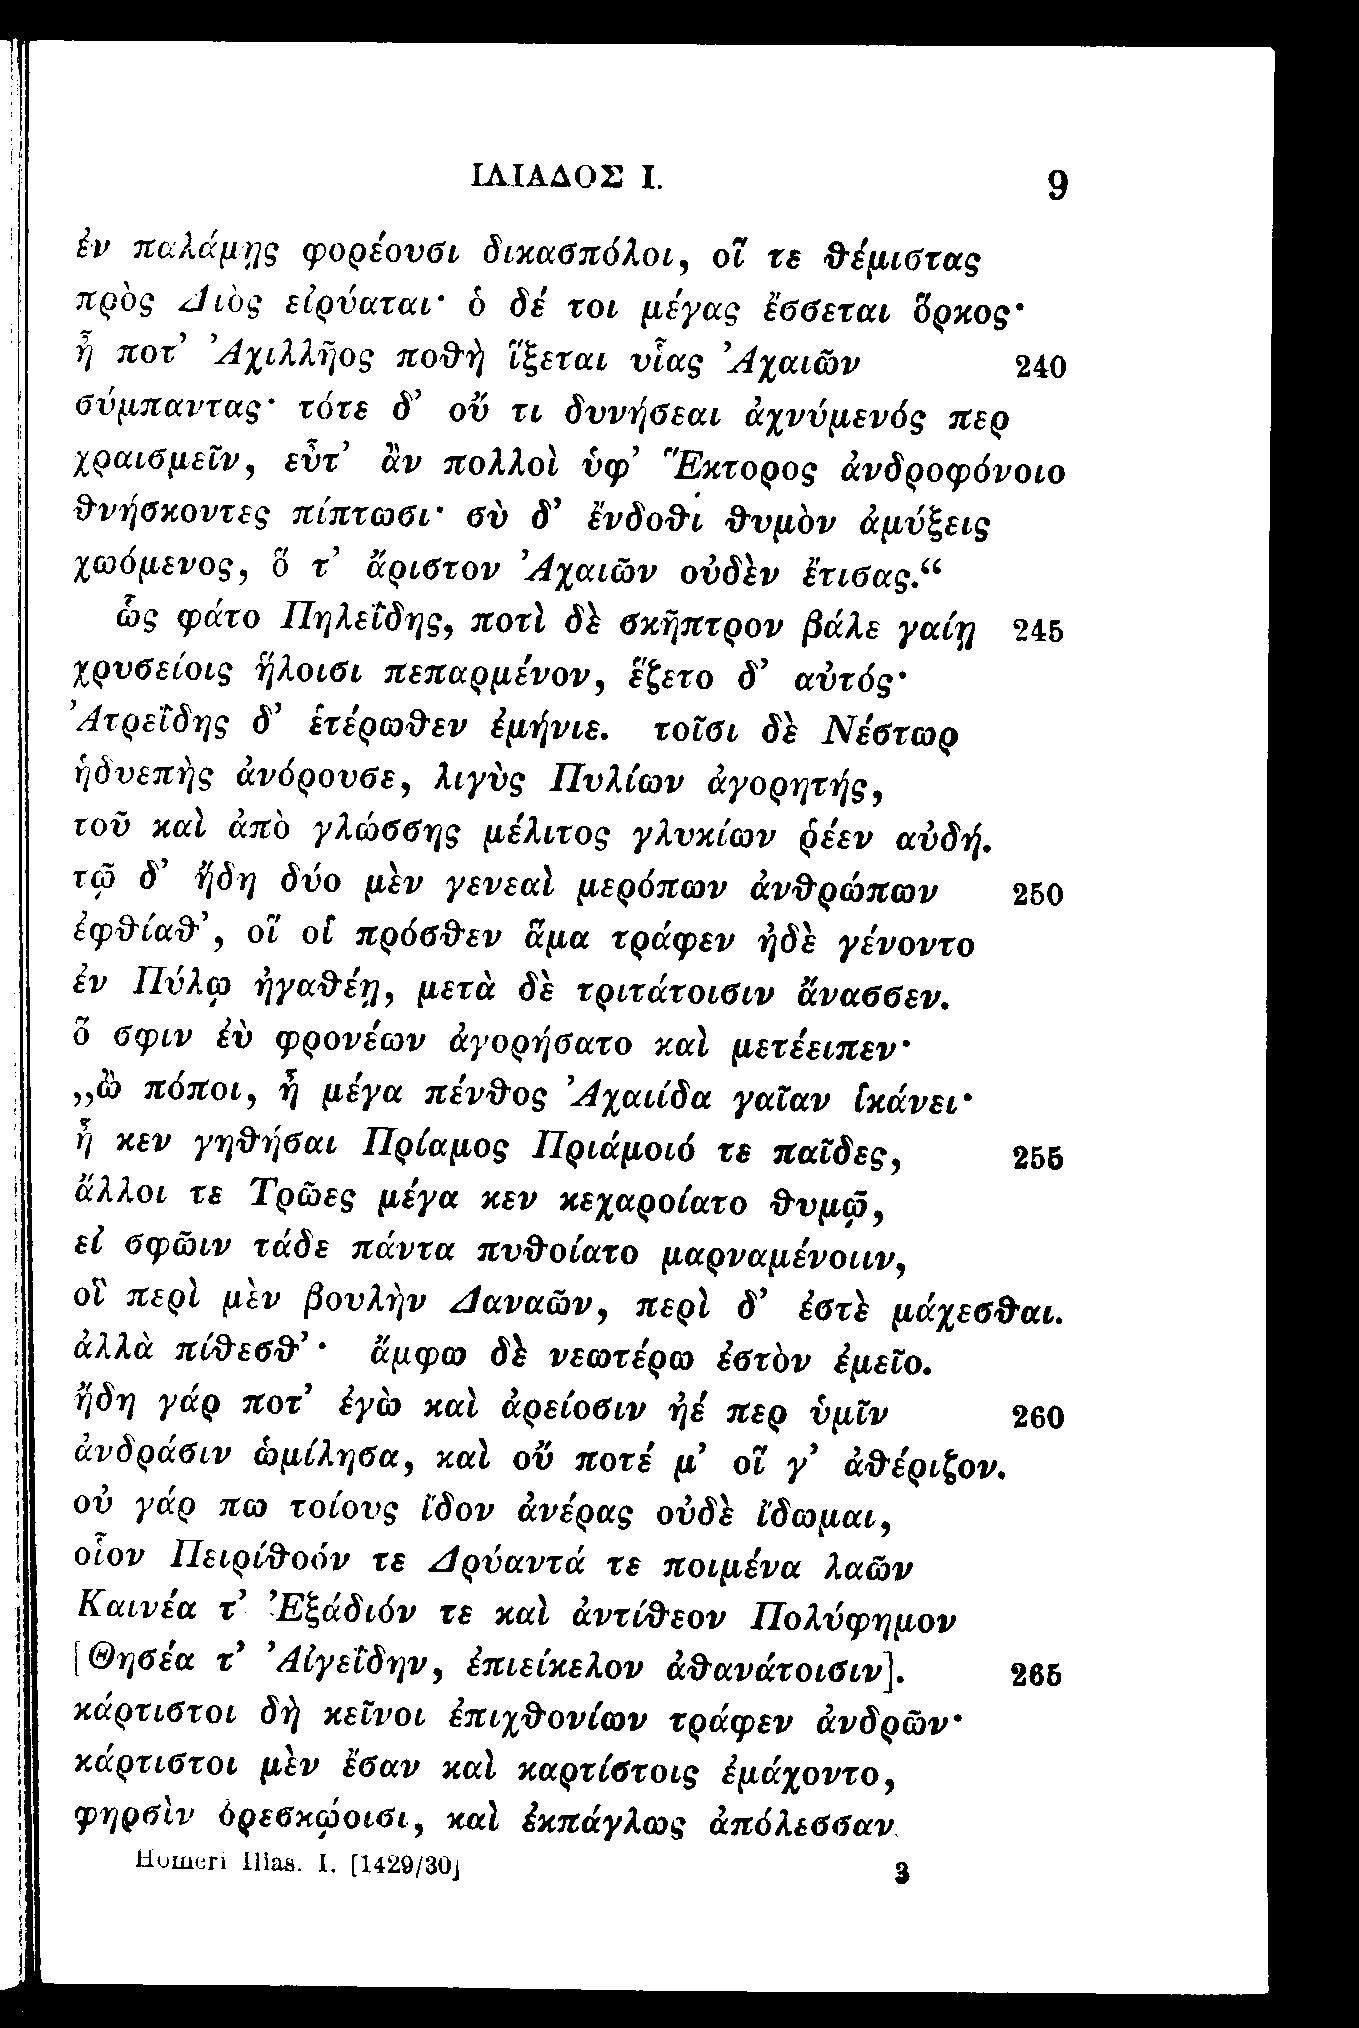 ΙΛΙΑΔΟΣ Ι. 9
ἐν παλάμῃς φορέουσι δικασπόλοι, οἵ τε θέμιστας
πρὸς Διὸς εἰρύαται· ὁ δέ τοι μέγας ἔσσεται ὅρκος·
ἦ ποτ’ Ἀχιλλῆος ποθὴ ἵξεται υἷας Ἀχαιῶν 240
σύμπαντας· τότε δ’ οὔ τι δυνήσεαι ἀχνύμενός περ
χραισμεῖν, εὖτ’ ἂν πολλοὶ ὑφ’ Ἕκτορος ἀνδροφόνοιο
θνήσκοντες πίπτωσι· σὺ δ’ ἔνδοθι θυμὸν ἀμύξεις
χωόμενος, ὅ τ’ ἄριστον Ἀχαιῶν οὐδὲν ἔτισας.“
ὧς φάτο Πηλεΐδης, ποτὶ δὲ σκῆπτρον βάλε γαίῃ 245
χρυσείοις ἥλοισι πεπαρμένον, ἕζετο δ’ αὐτός·
Ἀτρεΐδης δ’ ἑτέρωθεν ἐμήνιε. τοῖσι δὲ Νέστωρ
ἡδυεπὴς ἀνόρουσε, λιγὺς Πυλίων ἀγορητής,
τοῦ καὶ ἀπὸ γλώσσης μέλιτος γλυκίων ῥέεν αὐδή.
τῷ δ’ ἤδη δύο μὲν γενεαὶ μερόπων ἀνθρώπων 250
ἐφθίαθ’, οἵ οἱ πρόσθεν ἅμα τράφεν ἠδὲ γένοντο
ἐν Πύλῳ ἠγαθέῃ, μετὰ δὲ τριτάτοισιν ἄνασσεν.
ὅ σφιν ἐὺ φρονέων ἀγορήσατο καὶ μετέειπεν·
„ὢ πόποι, ἦ μέγα πένθος Ἀχαιίδα γαῖαν ἱκάνει·
ἦ κεν γηθήσαι Πρίαμος Πριάμοιό τε παῖδες, 255
ἄλλοι τε Τρῶες μέγα κεν κεχαροίατο θυμῷ,
εἰ σφῶιν τάδε πάντα πυθοίατο μαρναμένοιιν,
οἳ περὶ μὲν βουλὴν Δαναῶν, περὶ δ’ ἐστὲ μάχεσθαι.
ἀλλὰ πίθεσθ’· ἄμφω δὲ νεωτέρω ἐστὸν ἐμεῖο.
ἤδη γάρ ποτ’ ἐγὼ καὶ ἀρείοσιν ἠέ περ ὑμῖν 260
ἀνδράσιν ὡμίλησα, καὶ οὔ ποτέ μ’ οἵ γ’ ἀθέριζον.
οὐ γάρ πω τοίους ἴδον ἀνέρας οὐδὲ ἴδωμαι,
οἷον Πειρίθοόν τε Δρύαντά τε ποιμένα λαῶν
Καινέα τ’ Ἐξάδιόν τε καὶ ἀντίθεον Πολύφημον
[Θησέα τ’ Αἰγεΐδην, ἐπιείκελον ἀθανάτοισιν]. 265
κάρτιστοι δὴ κεῖνοι ἐπιχθονίων τράφεν ἀνδρῶν·
κάρτιστοι μὲν ἔσαν καὶ καρτίστοις ἐμάχοντο,
φηρσὶν ὀρεσκῴοισι, καὶ ἐκπάγλως ἀπόλεσσαν.
Homeri Ilias. I. [1429/30] 3